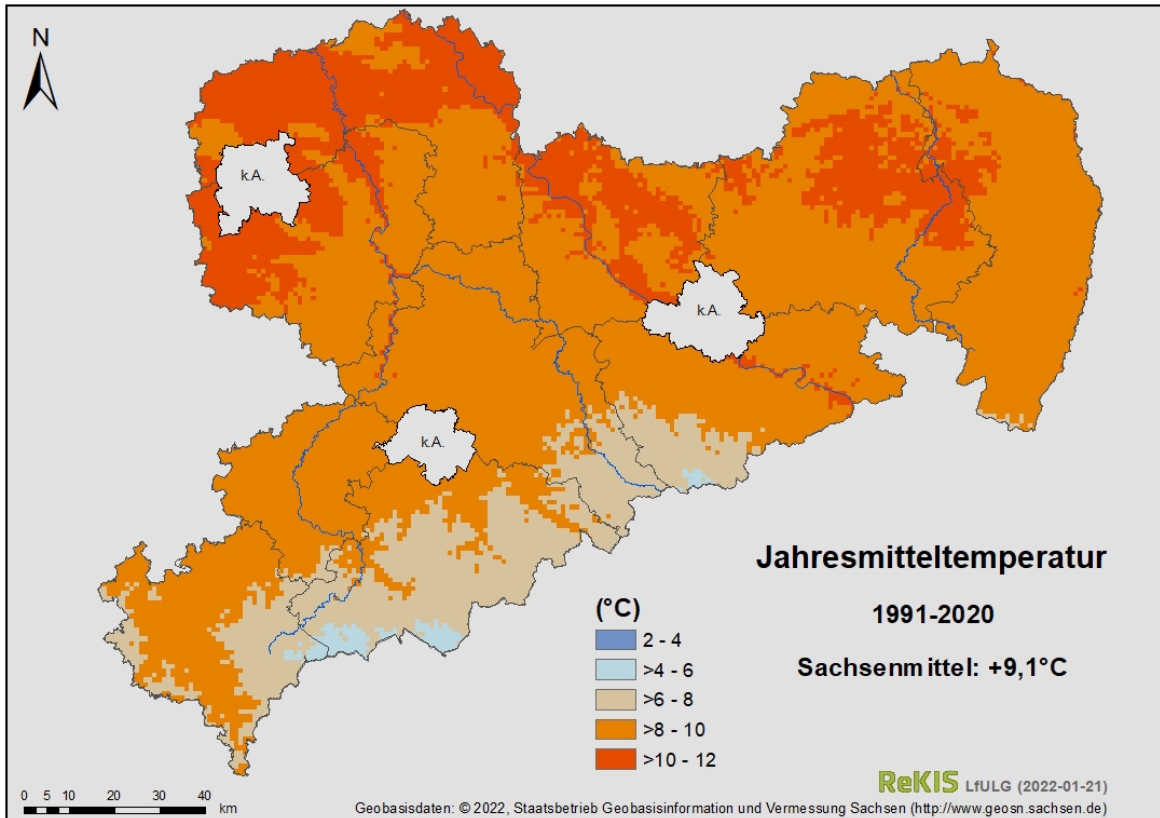 N
k.A.
k.A.
k.A.
Jahresmitteltemperatur
1991-2020
Sachsenmittel: +9,1°C
(°C)
2 - 4
>4 - 6
>6 - 8
>8 - 10
>10 - 12
ReKIS LfULG (2022-01-21)
0 5 10 20 30 40
km
Geobasisdaten: © 2022, Staatsbetrieb Geobasisinformation und Vermessung Sachsen (http://www.geosn.sachsen.de)